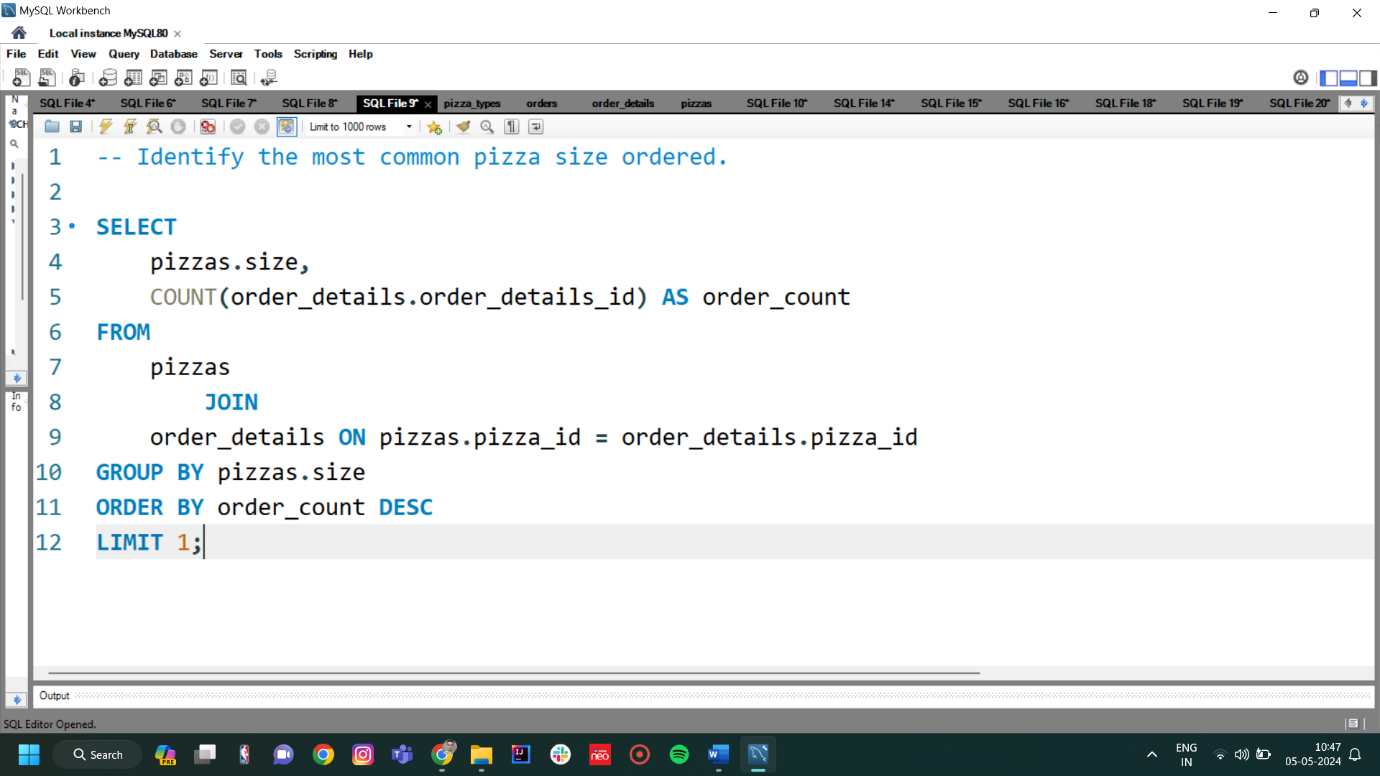 MySQL Workbench
Local instance MySQL80
File Edit View Query Database Server Tools Scripting Help
N
a
SCH
SQL File 4* SQL File 6* SQL File 7* SQL File 8* SQL File 9* pizza_types orders order_details pizzas SQL File 10* SQL File 14* SQL File 15* SQL File 16* SQL File 18* SQL File 19* SQL File 20*
Limit to 1000 rows
1 -- Identify the most common pizza size ordered.
2
3 SELECT
4 pizzas.size,
5 COUNT(order_details.order_details_id) AS order_count
6 FROM
7 pizzas
8 JOIN
9 order_details ON pizzas.pizza_id = order_details.pizza_id
10 GROUP BY pizzas.size
11 ORDER BY order_count DESC
12 LIMIT 1;
In
fo
Output
SQL Editor Opened.
Search
PRE
neo
ENG
IN
10:47
05-05-2024